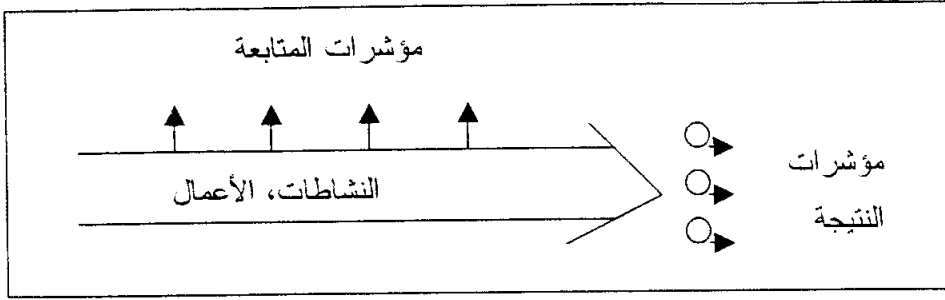 مؤشرات المتابعة
النشاطات، الأعمال
مؤشرات
النتيجة